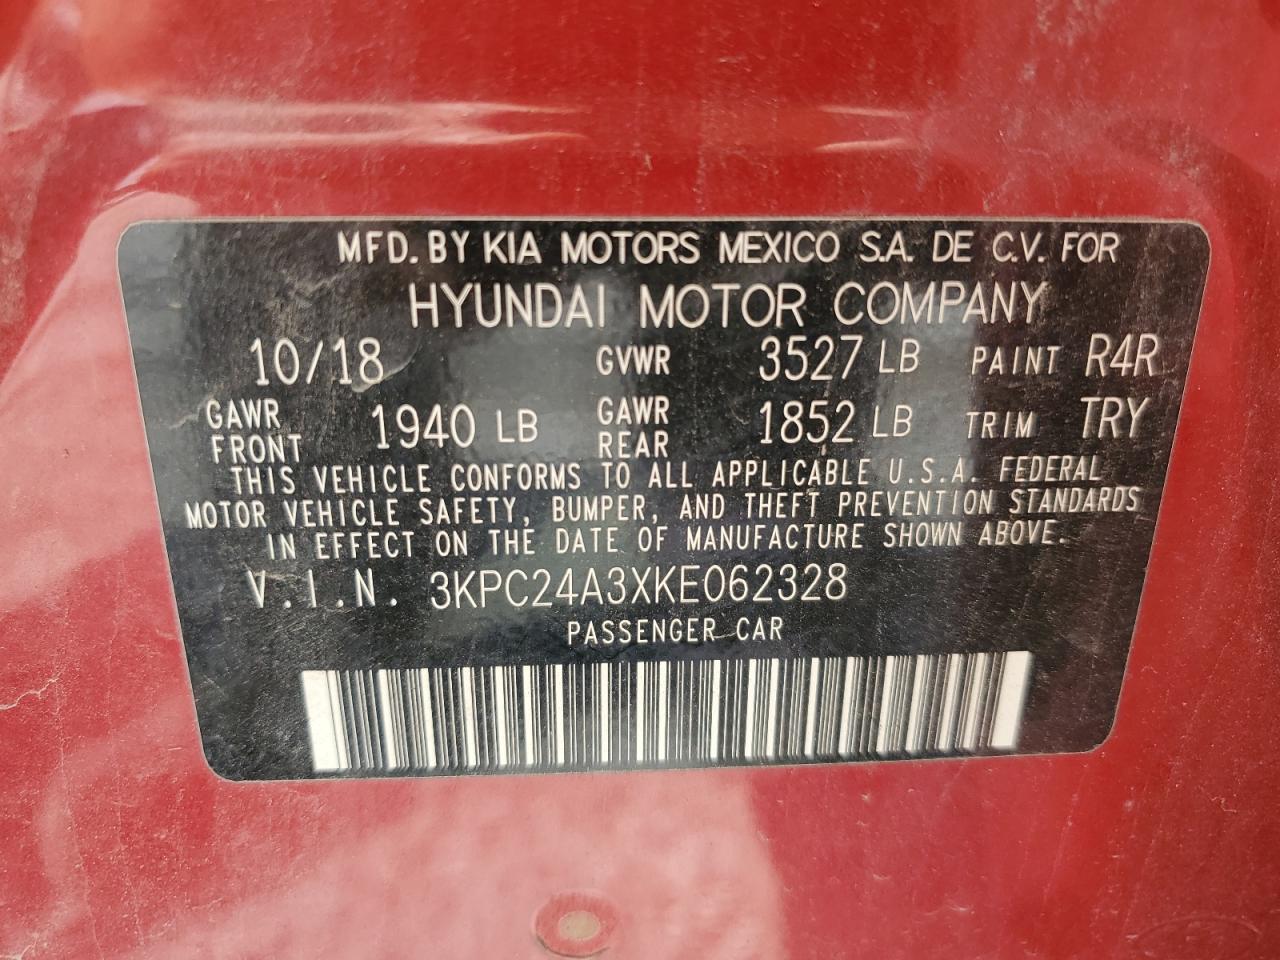 MFD. BY KIA MOTORS MEXICO S.A. DE C.V. FOR
HYUNDAI MOTOR COMPANY
10/18 GVWR 3527 LB PAINT R4R
GAWR FRONT 1940 LB GAWR REAR 1852 LB TRIM TRY
THIS VEHICLE CONFORMS TO ALL APPLICABLE U.S.A. FEDERAL
MOTOR VEHICLE SAFETY, BUMPER, AND THEFT PREVENTION STANDARDS
IN EFFECT ON THE DATE OF MANUFACTURE SHOWN ABOVE.
V.I.N. 3KPC24A3XKE062328
PASSENGER CAR